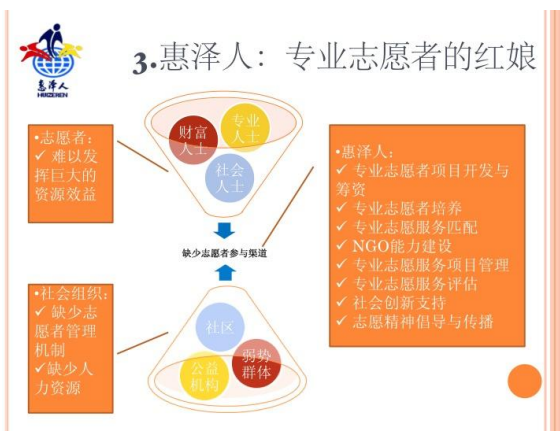 惠泽人
HUIZEREN
3.惠泽人：专业志愿者的红娘
•志愿者：
✓ 难以发
挥巨大的
资源效益
财富
人士
专业
人士
社会
人士
缺少志愿者参与渠道
•社会组织：
✓ 缺少志
愿者管理
机制
✓缺少人
力资源
社区
公益
机构
弱势
群体
•惠泽人：
✓ 专业志愿者项目开发与
筹资
✓ 专业志愿者培养
✓ 专业志愿服务匹配
✓ NGO能力建设
✓ 专业志愿服务项目管理
✓ 专业志愿服务评估
✓ 社会创新支持
✓ 志愿精神倡导与传播